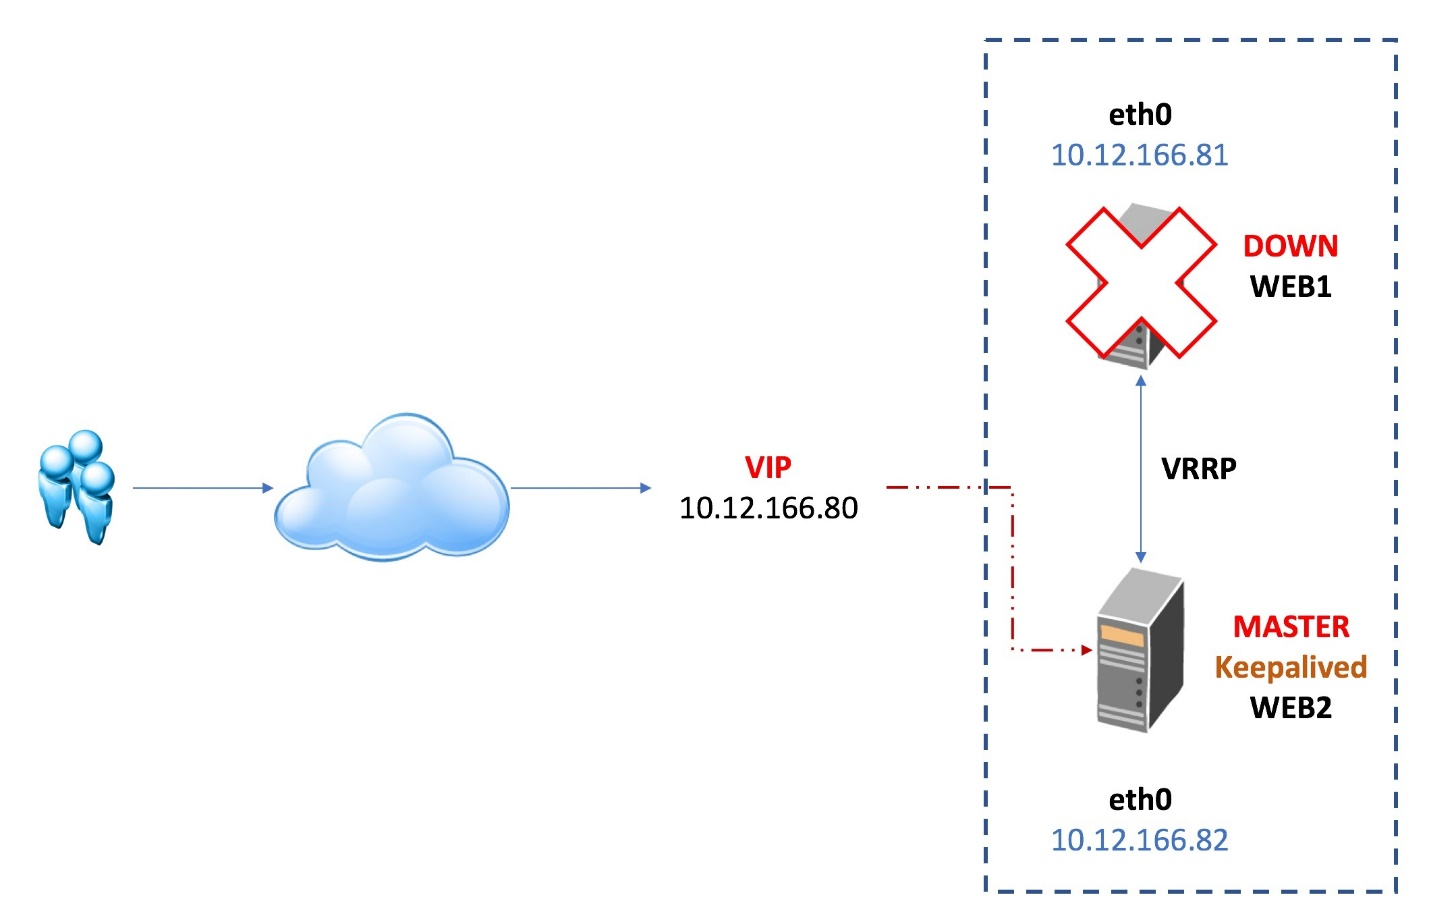 eth0
10.12.166.81
DOWN
WEB1
VIP
10.12.166.80
VRRP
MASTER
Keepalived
WEB2
eth0
10.12.166.82